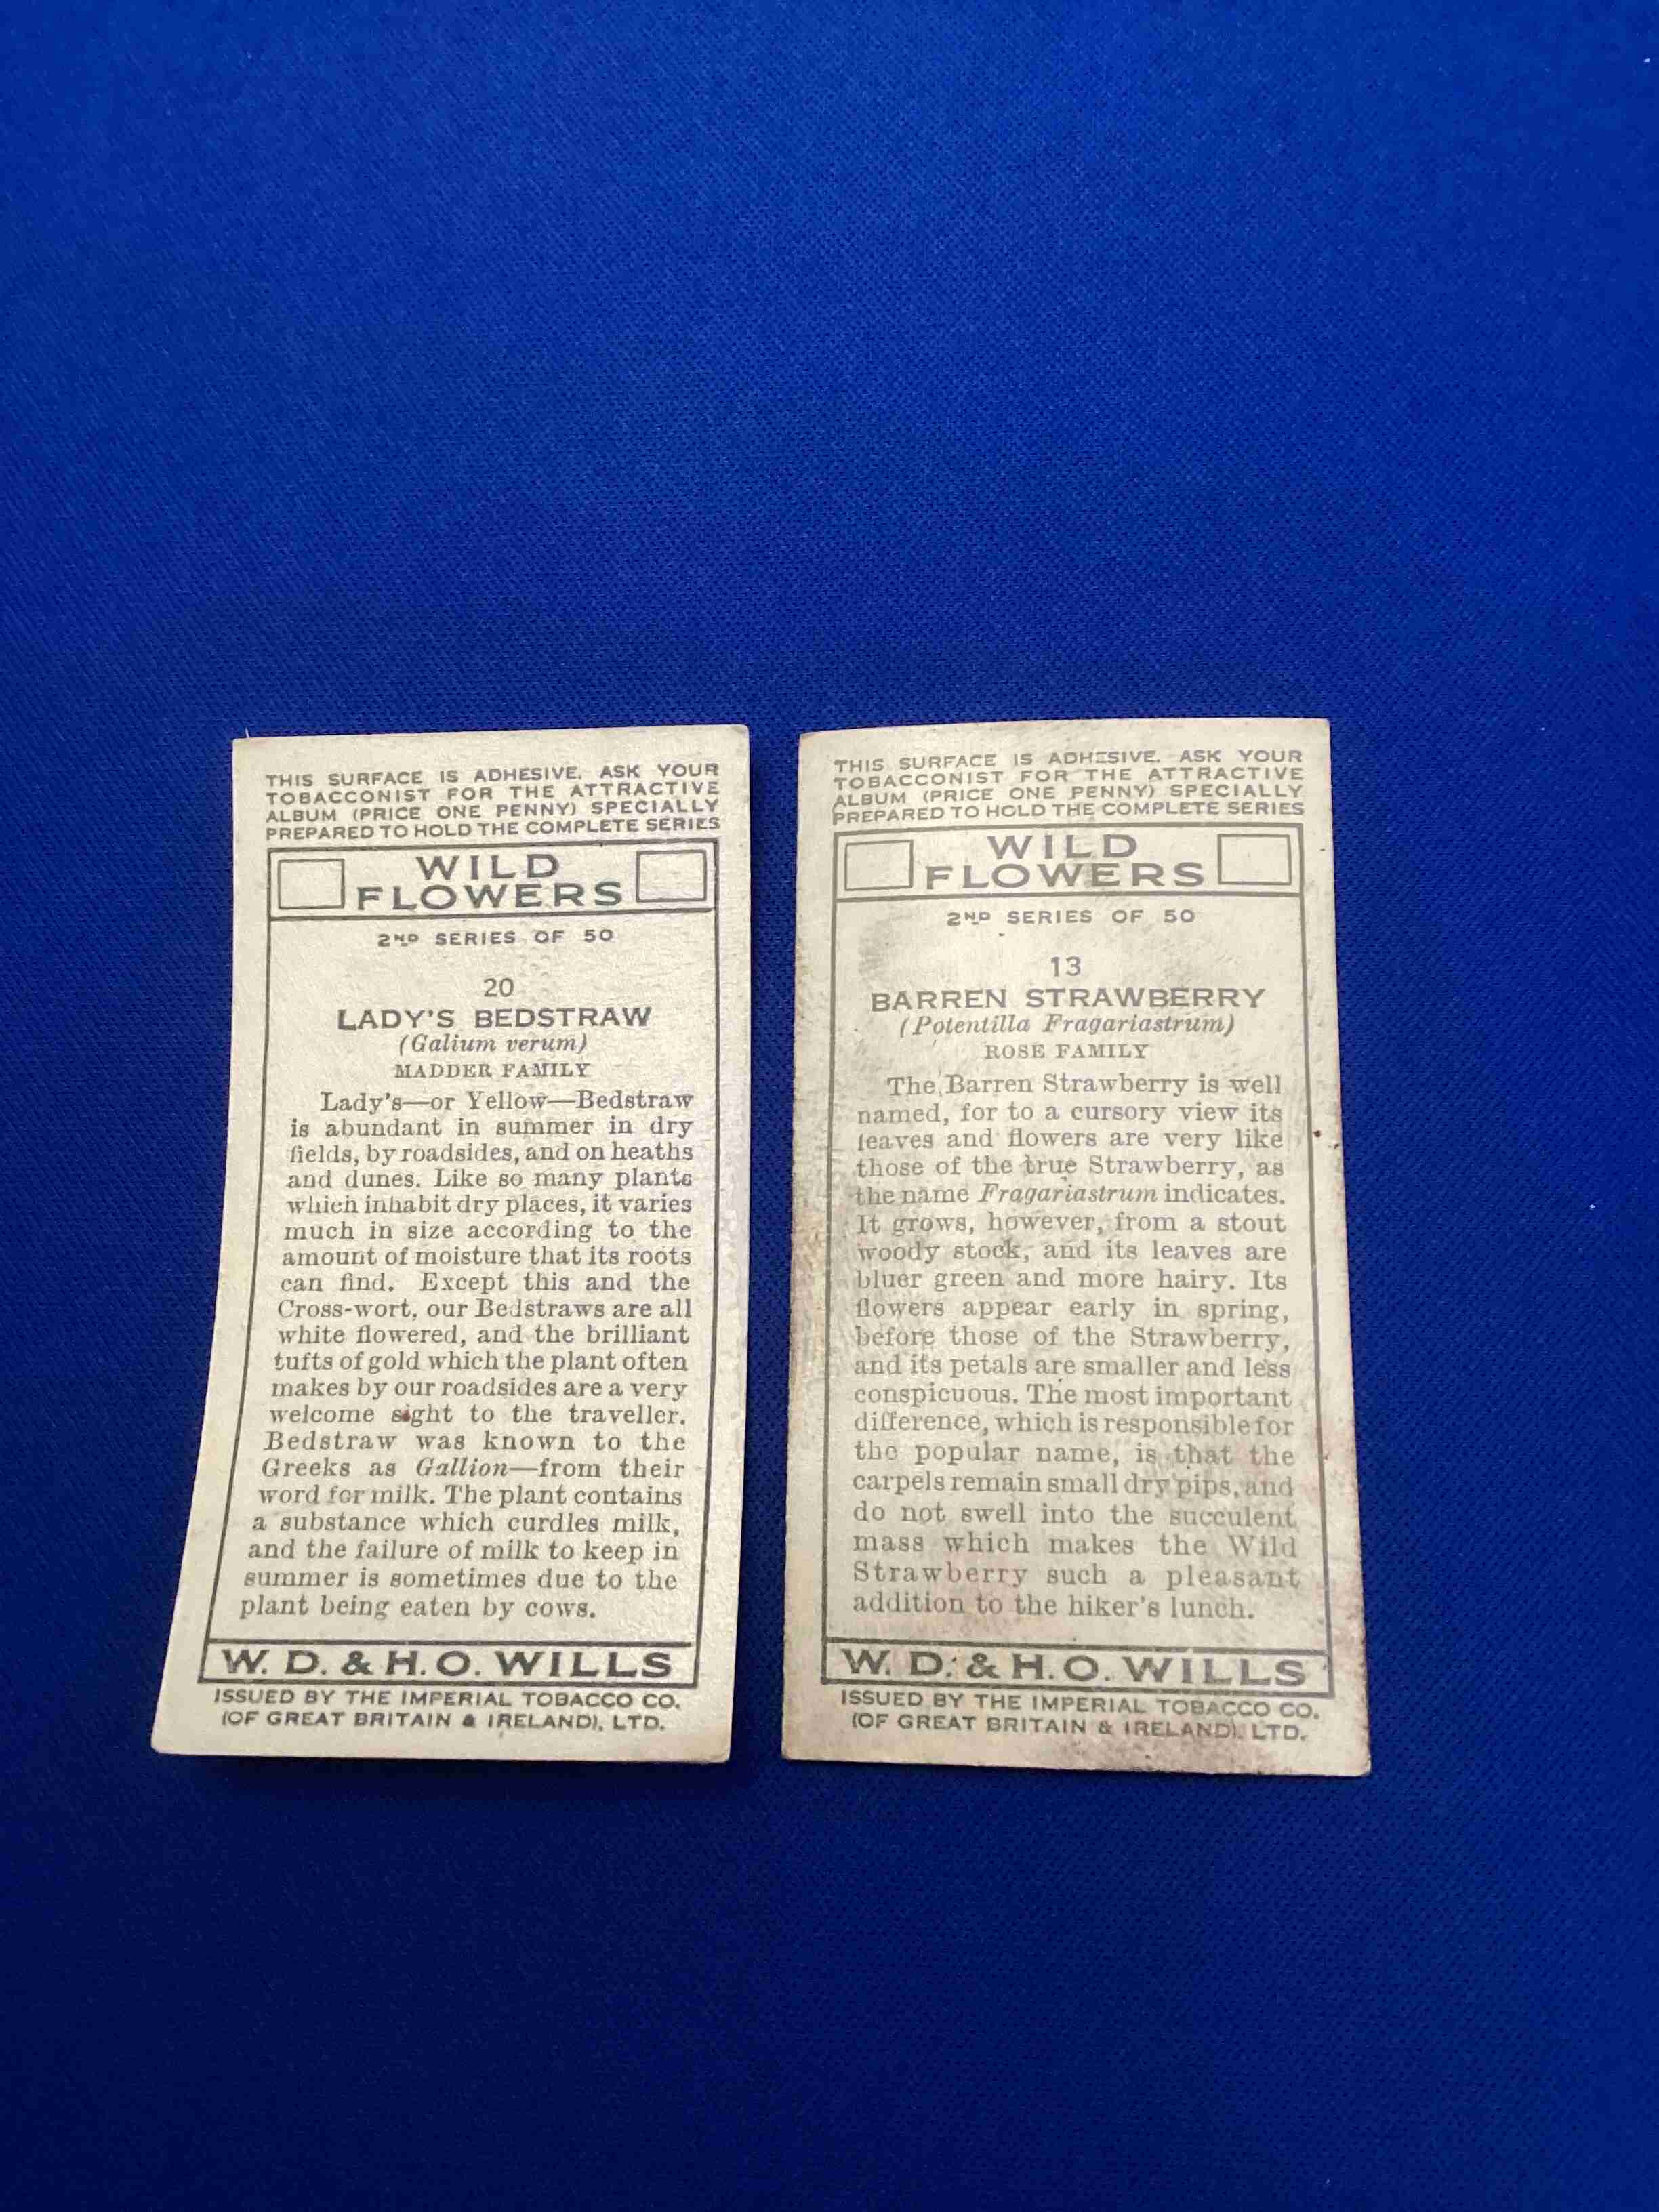 THIS SURFACE IS ADHESIVE. ASK YOUR
TOBACCONIST FOR THE ATTRACTIVE
ALBUM (PRICE ONE PENNY) SPECIALLY
PREPARED TO HOLD THE COMPLETE SERIES
WILD
FLOWERS
2ND SERIES OF 50
20
LADY'S BEDSTRAW
(Galium verum)
MADDER FAMILY
Lady's—or Yellow—Bedstraw
is abundant in summer in dry
fields, by roadsides, and on heaths
and dunes. Like so many plants
which inhabit dry places, it varies
much in size according to the
amount of moisture that its roots
can find. Except this and the
Cross-wort, our Bedstraws are all
white flowered, and the brilliant
tufts of gold which the plant often
makes by our roadsides are a very
welcome sight to the traveller.
Bedstraw was known to the
Greeks as Gallion—from their
word for milk. The plant contains
a substance which curdles milk,
and the failure of milk to keep in
summer is sometimes due to the
plant being eaten by cows.
W. D. & H. O. WILLS
ISSUED BY THE IMPERIAL TOBACCO CO.
(OF GREAT BRITAIN & IRELAND), LTD.
THIS SURFACE IS ADHESIVE. ASK YOUR
TOBACCONIST FOR THE ATTRACTIVE
ALBUM (PRICE ONE PENNY) SPECIALLY
PREPARED TO HOLD THE COMPLETE SERIES
WILD
FLOWERS
2ND SERIES OF 50
13
BARREN STRAWBERRY
(Potentilla Fragariastrum)
ROSE FAMILY
The Barren Strawberry is well
named, for to a cursory view its
leaves and flowers are very like
those of the true Strawberry, as
the name Fragariastrum indicates.
It grows, however, from a stout
woody stock, and its leaves are
bluer green and more hairy. Its
flowers appear early in spring,
before those of the Strawberry,
and its petals are smaller and less
conspicuous. The most important
difference, which is responsible for
the popular name, is that the
carpels remain small dry pips, and
do not swell into the succulent
mass which makes the Wild
Strawberry such a pleasant
addition to the hiker's lunch.
W. D. & H. O. WILLS
ISSUED BY THE IMPERIAL TOBACCO CO.
(OF GREAT BRITAIN & IRELAND), LTD.